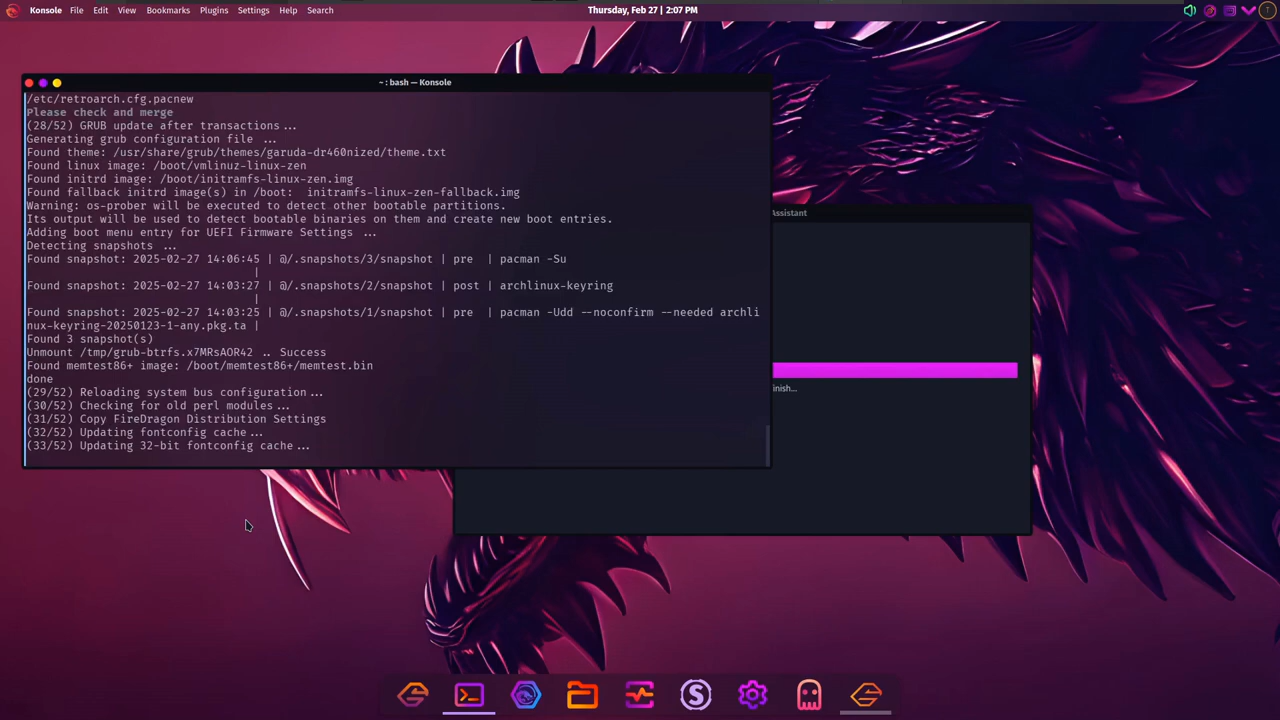 Konsole File Edit View Bookmarks Plugins Settings Help Search
Thursday, Feb 27 | 2:07 PM
~ : bash — Konsole
/etc/retroarch.cfg.pacnew
Please check and merge
(28/52) GRUB update after transactions...
Generating grub configuration file ...
Found theme: /usr/share/grub/themes/garuda-dr460nized/theme.txt
Found linux image: /boot/vmlinuz-linux-zen
Found initrd image: /boot/initramfs-linux-zen.img
Found fallback initrd image(s) in /boot:  initramfs-linux-zen-fallback.img
Warning: os-prober will be executed to detect other bootable partitions.
Its output will be used to detect bootable binaries on them and create new boot entries.
Adding boot menu entry for UEFI Firmware Settings ...
Detecting snapshots ...
Found snapshot: 2025-02-27 14:06:45 | @/.snapshots/3/snapshot | pre  | pacman -Su
|
Found snapshot: 2025-02-27 14:03:27 | @/.snapshots/2/snapshot | post | archlinux-keyring
|
Found snapshot: 2025-02-27 14:03:25 | @/.snapshots/1/snapshot | pre  | pacman -Udd --noconfirm --needed archli
nux-keyring-20250123-1-any.pkg.ta |
Found 3 snapshot(s)
Unmount /tmp/grub-btrfs.x7MRsAOR42 .. Success
Found memtest86+ image: /boot/memtest86+/memtest.bin
done
(29/52) Reloading system bus configuration...
(30/52) Checking for old perl modules...
(31/52) Copy FireDragon Distribution Settings
(32/52) Updating fontconfig cache...
(33/52) Updating 32-bit fontconfig cache...
Assistant
inish...